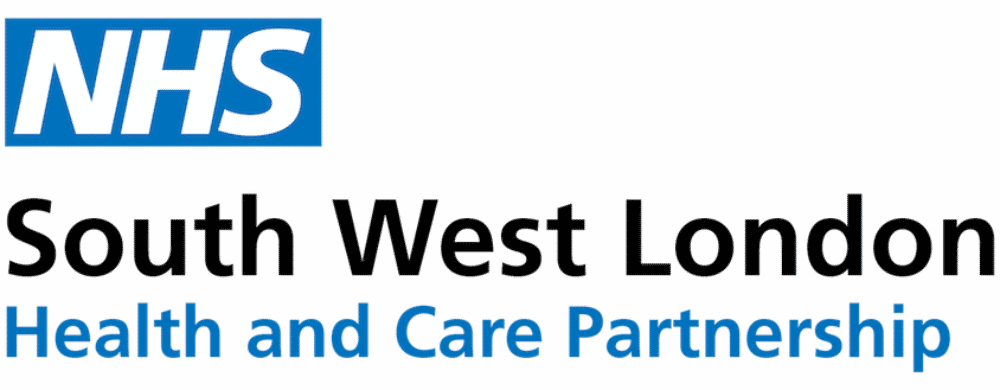 NHS
South West London
Health and Care Partnership